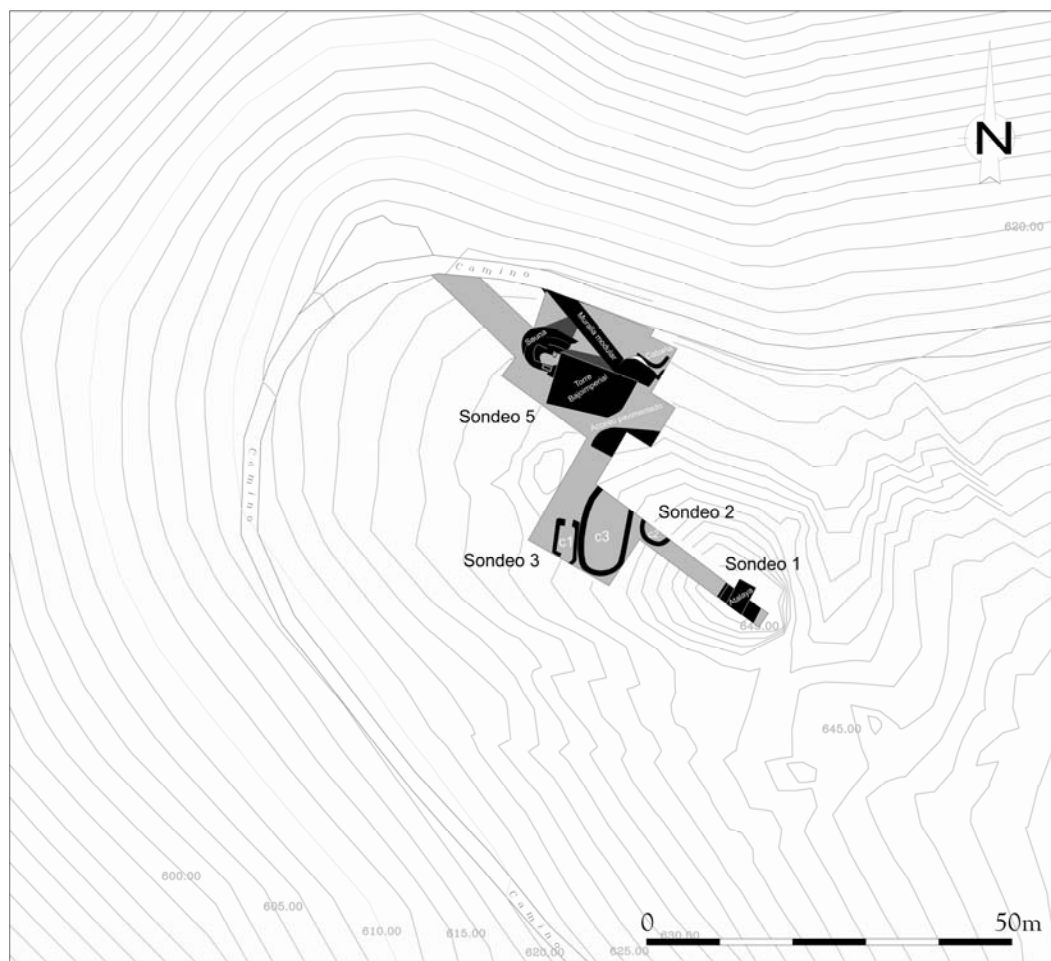 N
620.00
Camino
Sauna
Muralla modular
Torre
Bajoimperial
Sondeo 5
Acceso pavimentado
Camino
Sondeo 2
c1
c3
Sondeo 3
Sondeo 1
Atalaya
645.00
600.00
605.00
610.00
615.00
620.00
625.00
630.00
Camino
0
50m